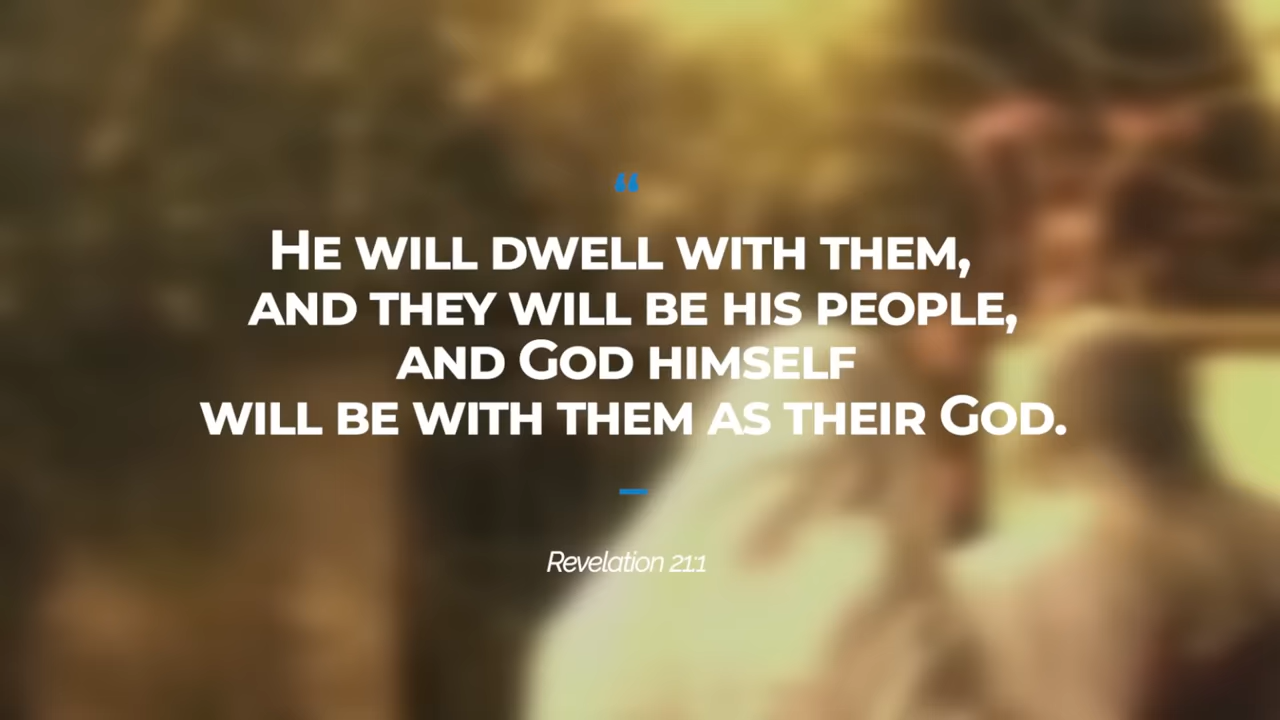 “
He will dwell with them,
and they will be his people,
and God himself
will be with them as their God.
Revelation 21:1